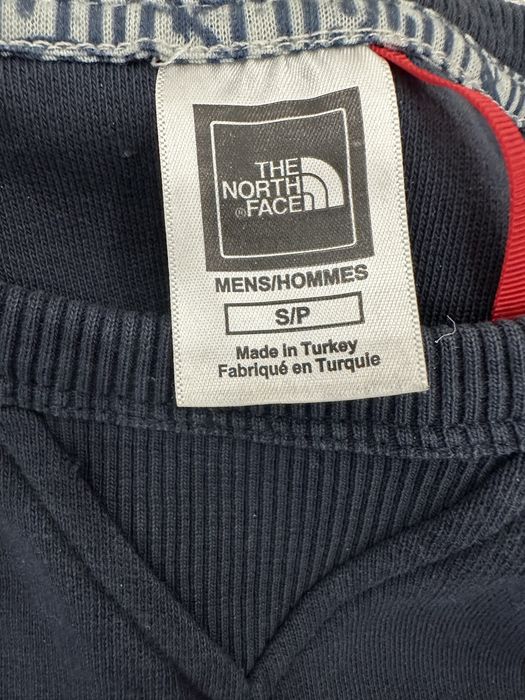 THE
NORTH
®FACE
MENS/HOMMES
S/P
Made in Turkey
Fabriqué en Turquie